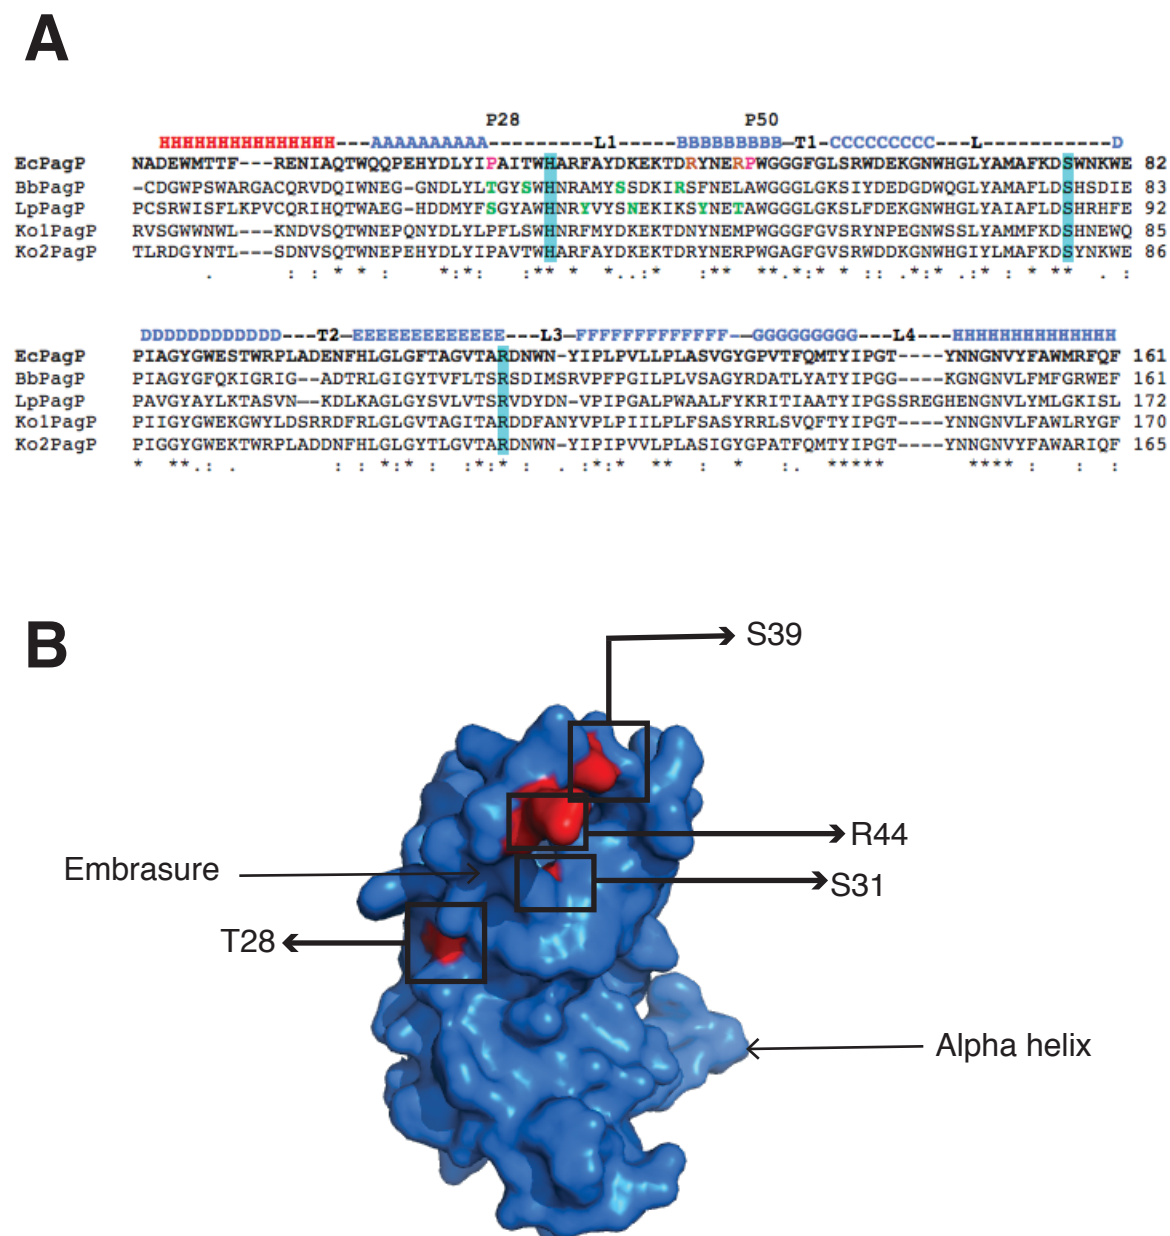 A
P28 P50
HHHHHHHHHHHHHHH---AAAAAAAAAA---------L1-----BBBBBBBBB—T1-CCCCCCCCC---L-----------D
EcPagP NADEWMTTF---RENIAQTWQQPEHYDLYIPAITWHARFAYDKEKTDRYNERPWGGGFGLSRWDEKGNWHGLYAMAFKDSWNKWE 82
BbPagP -CDGWPSWARGACQRVDQIWNEG-GNDLYLTGYSWHNRAMYSSDKIRSFNELAWGGGLGKSIYDEDGDWQGLYAMAFLDSHSDIE 83
LpPagP PCSRWISFLKPVCQRIHQTWAEG-HDDMYFSGYAWHNRYVYSNEKIKSYNETAWGGGLGKSLFDEKGNWHGLYAIAFLDSHRHFE 92
Ko1PagP RVSGWWNWL---KNDVSQTWNEPQNYDLYLPFLSWHNRFMYDKEKTDNYNEMPWGGGFGVSRYNPEGNWSSLYAMAFKDSHNEWQ 85
Ko2PagP TLRDGYNTL---SDNVSQTWNEPEHYDLYIPAVTWHARFAYDKEKTDRYNERPWGAGFGVSRWDDKGNWHGIYLMAFKDSYNKWE 86
. : : * * : *:*: :** * *..:* :** **.:** * :: :*: *.:* : * ** . :
DDDDDDDDDDDD---T2—EEEEEEEEEEEEE---L3—FFFFFFFFFFFFF—GGGGGGGGG---L4---HHHHHHHHHHHHHH
EcPagP PIAGYGWESTWRPLADENFHLGLGFTAGVTARDNWN-YIPLPVLLPLASVGYGPVTFQMTYIPGT----YNNGNVYFAWMRFQF 161
BbPagP PIAGYGFQKIGRIG--ADTRLGIGYTVFLTSRSDIMSRVPFPGILPLVSAGYRDATLYATYIPGG----KGNGNVLFMFGRWEF 161
LpPagP PAVGYAYLKTASVN--KDLKAGLGYSVLVTSRVDYDN-VPIPGALPWAALFYKRITIAATYIPGSSREGHENGNVLYMLGKISL 172
Ko1PagP PIIGYGWEKGWYLDSRRDFRLGLGVTAGITARDDFANYVPLPIILPLFSASYRRLSVQFTYIPGT----YNNGNVLFAWLRYGF 170
Ko2PagP PIGGYGWEKTWRPLADDNFHLGLGYTLGVTARDNWN-YIPIPVVLPLASIGYGPATFQMTYIPGT----YNNGNVYFAWARIQF 165
* **.: . : : :* * :*: * . :*:* ** * :. ***** **** : : :
B
S39
R44
Embrasure
S31
T28
Alpha helix